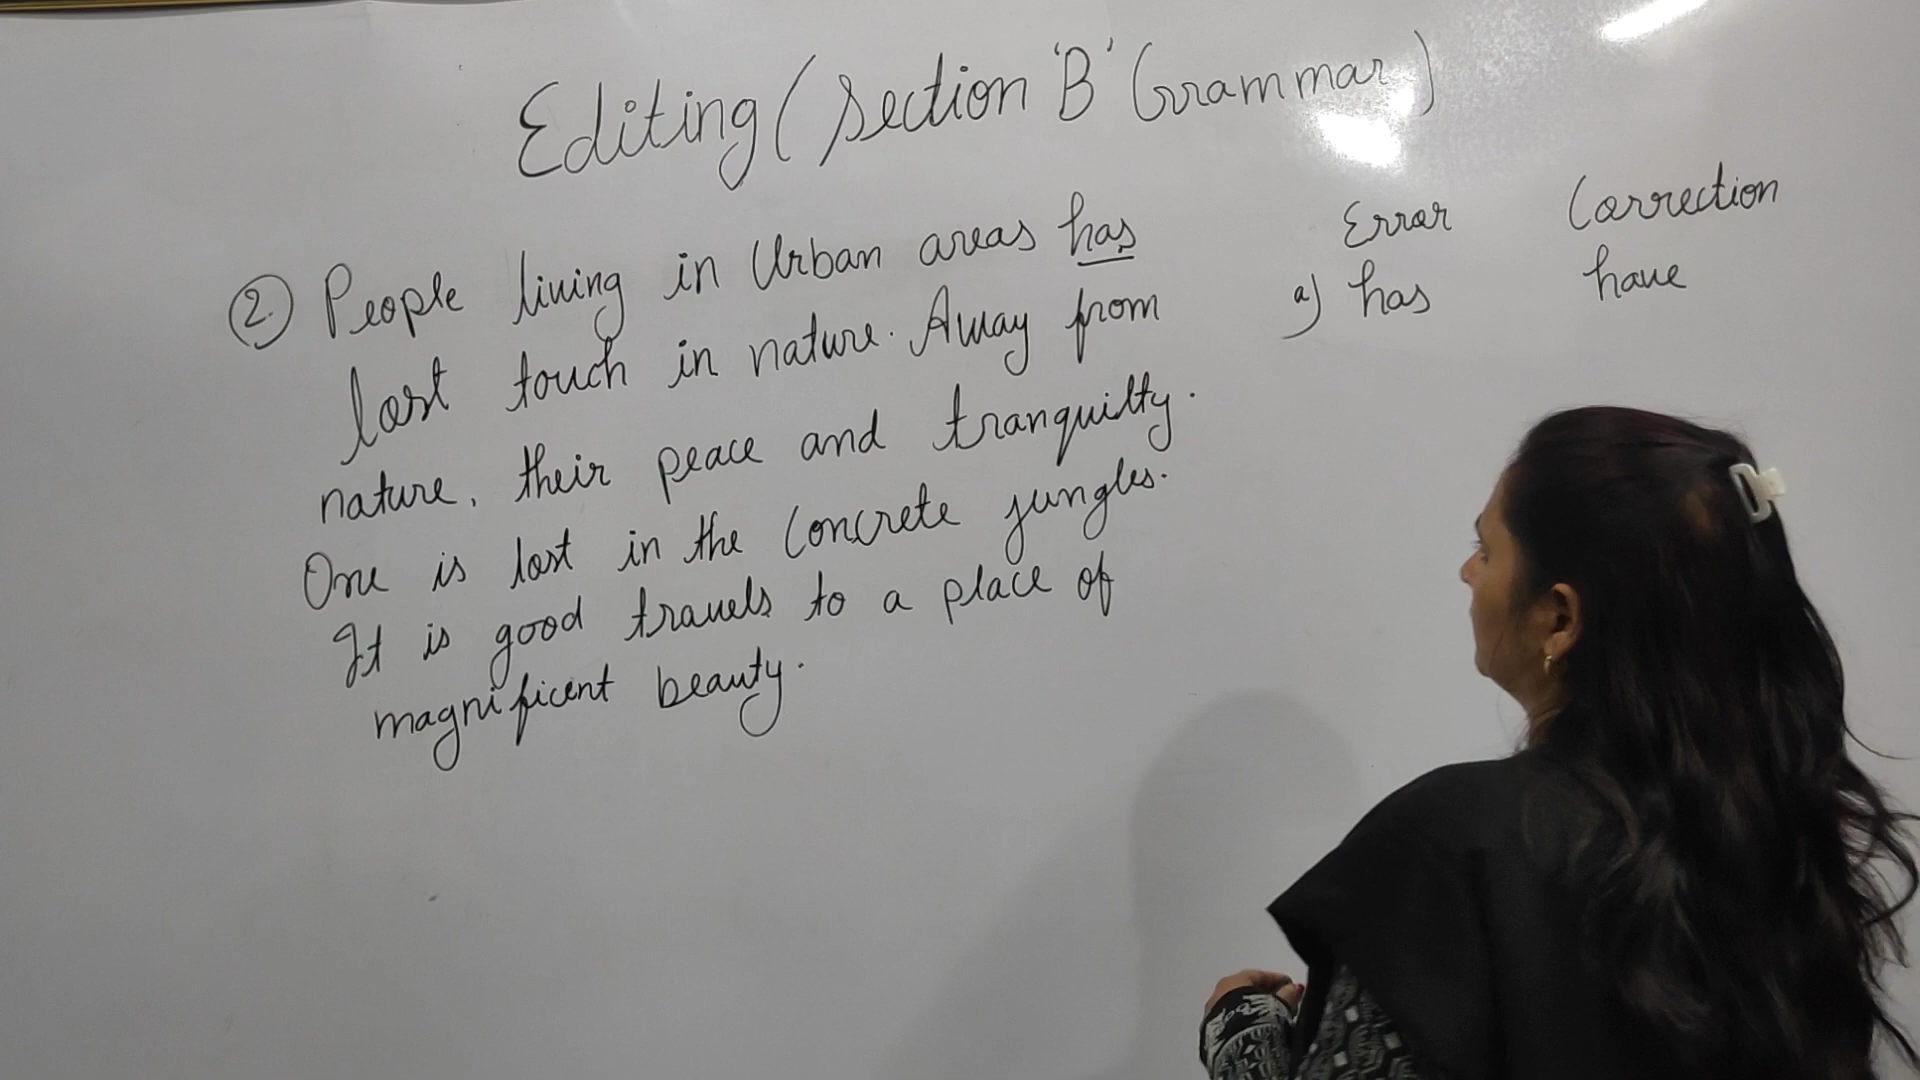 Editing (Section 'B' Grammar)
Error Correction
② People living in Urban areas has
a) has have
lost touch in nature. Away from
nature, their peace and tranquilty.
One is lost in the Concrete jungles.
It is good travels to a place of
magnificent beauty.